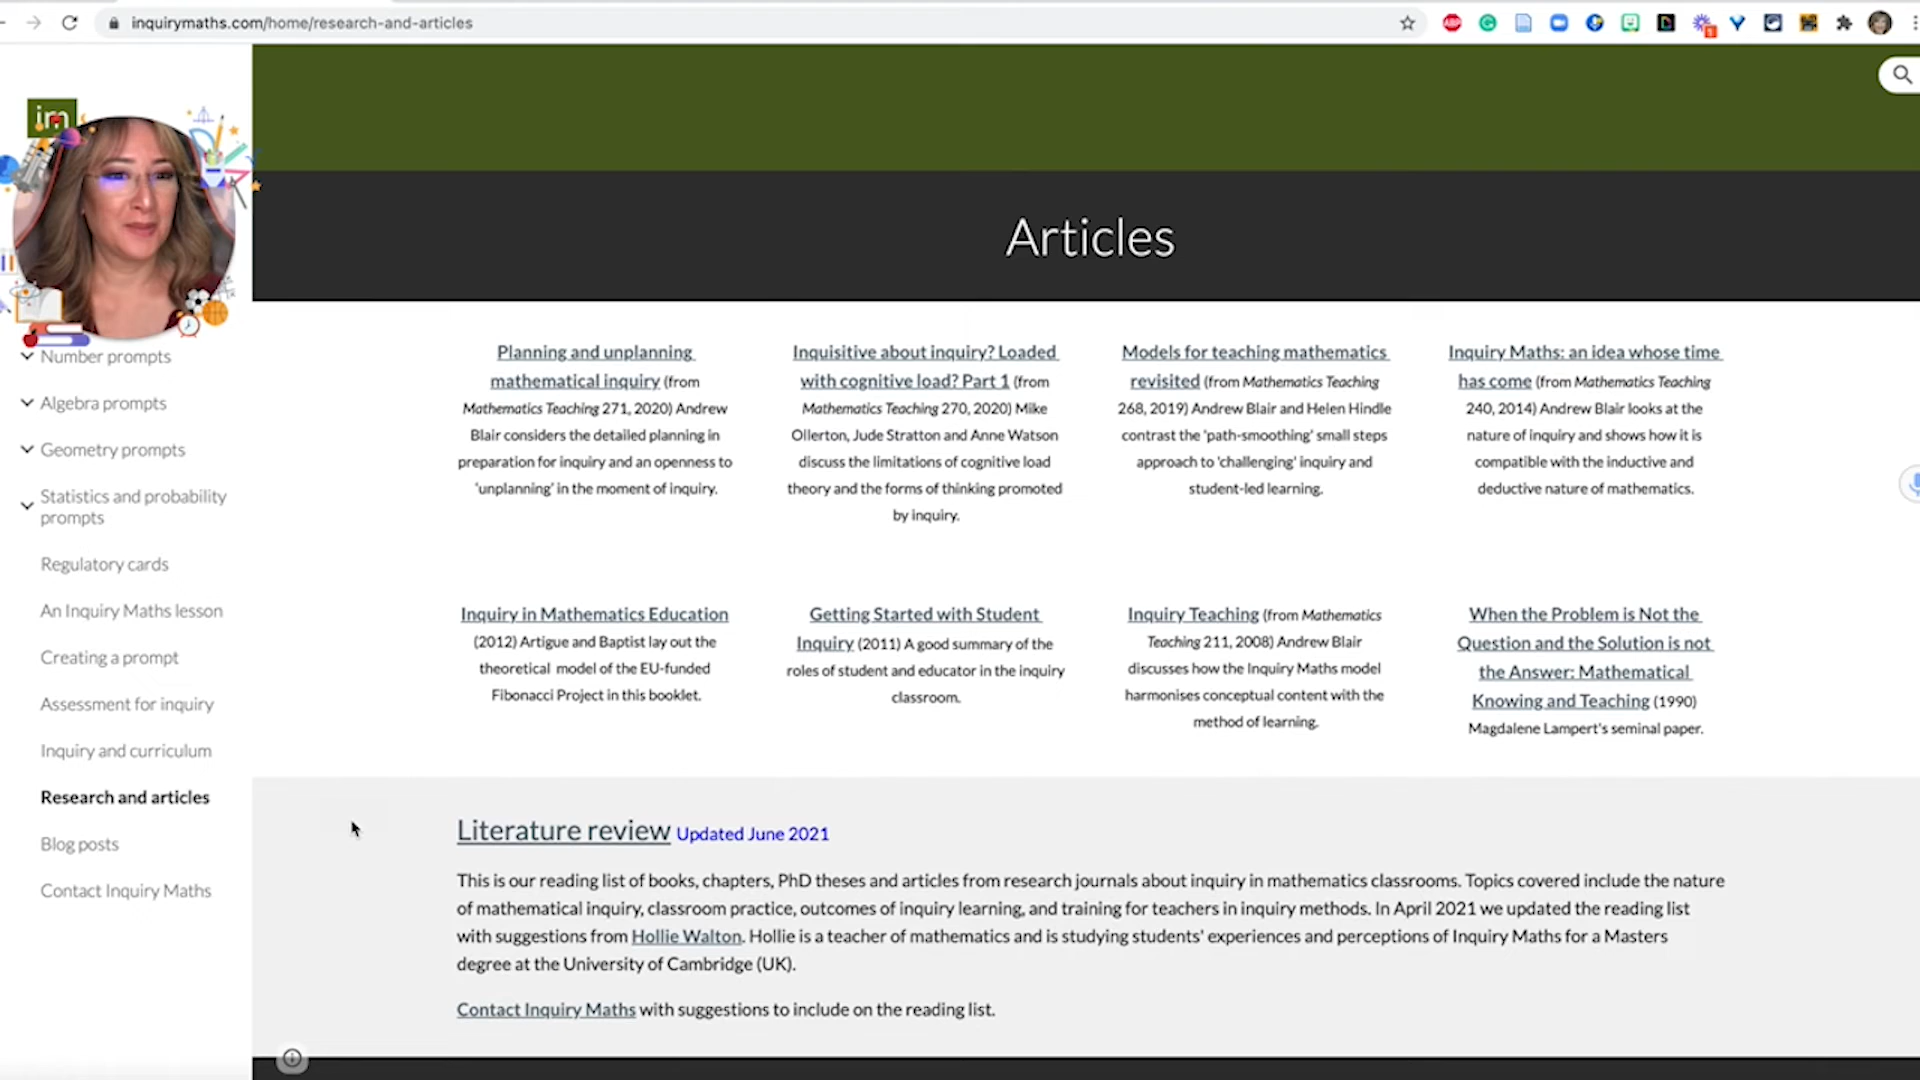 inquirymaths.com/home/research-and-articles
im
Articles
Number prompts
Algebra prompts
Geometry prompts
Statistics and probability
prompts
Regulatory cards
An Inquiry Maths lesson
Creating a prompt
Assessment for inquiry
Inquiry and curriculum
Research and articles
Blog posts
Contact Inquiry Maths
Planning and unplanning
mathematical inquiry (from
Mathematics Teaching 271, 2020) Andrew
Blair considers the detailed planning in
preparation for inquiry and an openness to
'unplanning' in the moment of inquiry.
Inquisitive about inquiry? Loaded
with cognitive load? Part 1 (from
Mathematics Teaching 270, 2020) Mike
Ollerton, Jude Stratton and Anne Watson
discuss the limitations of cognitive load
theory and the forms of thinking promoted
by inquiry.
Models for teaching mathematics
revisited (from Mathematics Teaching
268, 2019) Andrew Blair and Helen Hindle
contrast the 'path-smoothing' small steps
approach to 'challenging' inquiry and
student-led learning.
Inquiry Maths: an idea whose time
has come (from Mathematics Teaching
240, 2014) Andrew Blair looks at the
nature of inquiry and shows how it is
compatible with the inductive and
deductive nature of mathematics.
Inquiry in Mathematics Education
(2012) Artigue and Baptist lay out the
theoretical model of the EU-funded
Fibonacci Project in this booklet.
Getting Started with Student
Inquiry (2011) A good summary of the
roles of student and educator in the inquiry
classroom.
Inquiry Teaching (from Mathematics
Teaching 211, 2008) Andrew Blair
discusses how the Inquiry Maths model
harmonises conceptual content with the
method of learning.
When the Problem is Not the
Question and the Solution is not
the Answer: Mathematical
Knowing and Teaching (1990)
Magdalene Lampert's seminal paper.
Literature review Updated June 2021
This is our reading list of books, chapters, PhD theses and articles from research journals about inquiry in mathematics classrooms. Topics covered include the nature
of mathematical inquiry, classroom practice, outcomes of inquiry learning, and training for teachers in inquiry methods. In April 2021 we updated the reading list
with suggestions from Hollie Walton. Hollie is a teacher of mathematics and is studying students' experiences and perceptions of Inquiry Maths for a Masters
degree at the University of Cambridge (UK).
Contact Inquiry Maths with suggestions to include on the reading list.